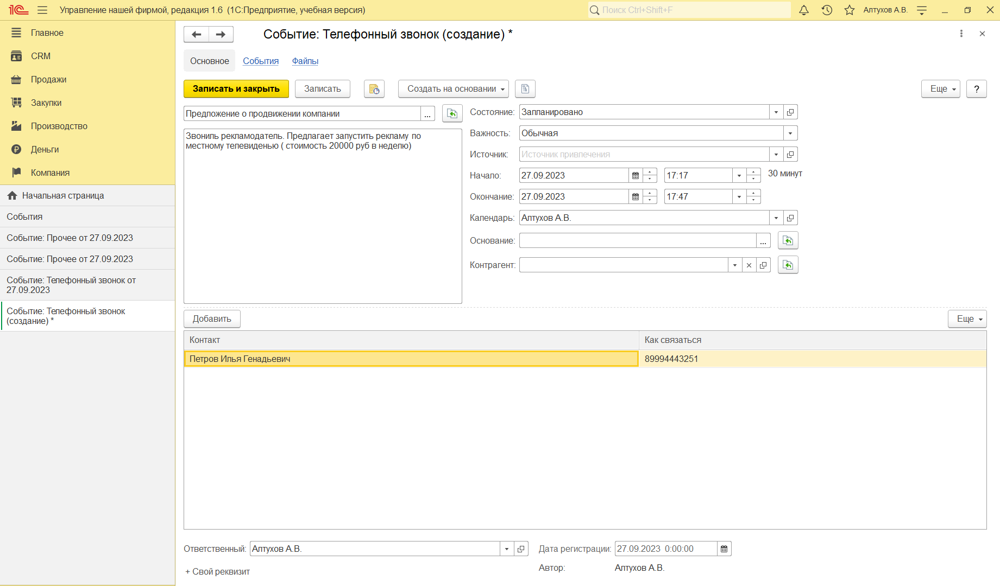 1С Управление нашей фирмой, редакция 1.6 (1С:Предприятие, учебная версия)
Поиск Ctrl+Shift+F
Алтухов А.В.
Главное
CRM
Продажи
Закупки
Производство
Деньги
Компания
Начальная страница
События
Событие: Прочее от 27.09.2023
Событие: Прочее от 27.09.2023
Событие: Телефонный звонок от
27.09.2023
Событие: Телефонный звонок
(создание) *
Событие: Телефонный звонок (создание) *
Основное События Файлы
Записать и закрыть Записать Создать на основании Еще ?
Предложение о продвижении компании ...
Звониль рекламодатель. Предлагает запустить рекламу по
местному телевиденью ( стоимость 20000 руб в неделю)
Состояние: Запланировано
Важность: Обычная
Источник: Источник привлечения
Начало: 27.09.2023 17:17 30 минут
Окончание: 27.09.2023 17:47
Календарь: Алтухов А.В.
Основание: ...
Контрагент:
Добавить Еще
Контакт Как связаться
Петров Илья Генадьевич 89994443251
Ответственный: Алтухов А.В. Дата регистрации: 27.09.2023 0:00:00
+ Свой реквизит Автор: Алтухов А.В.